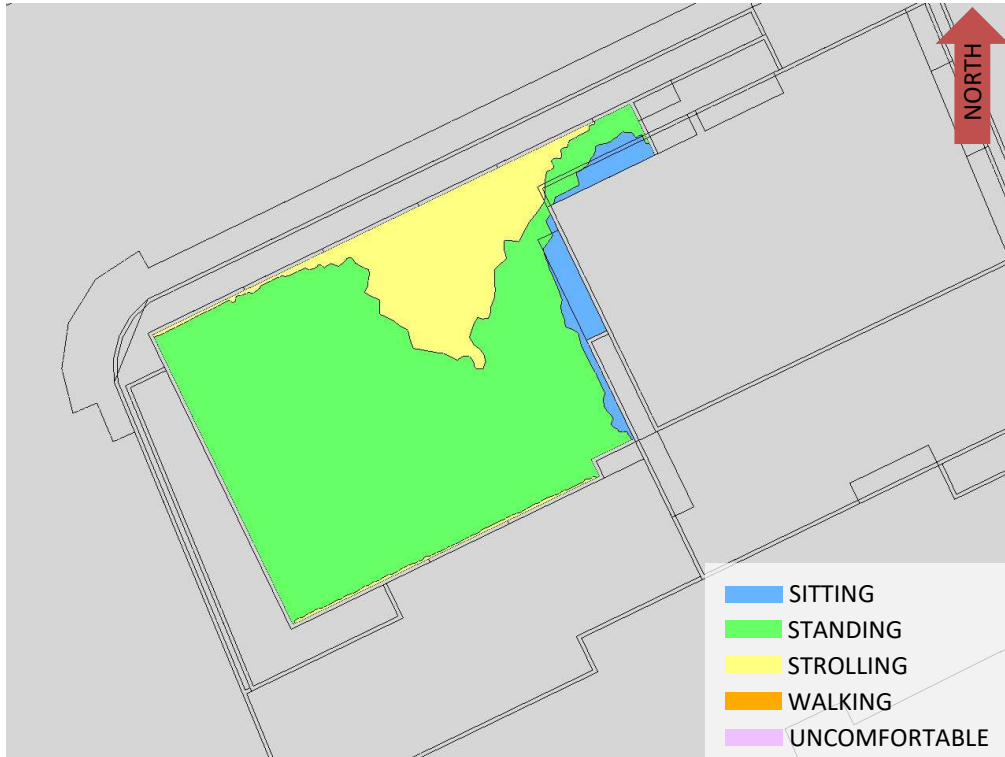 NORTH
SITTING
STANDING
STROLLING
WALKING
UNCOMFORTABLE